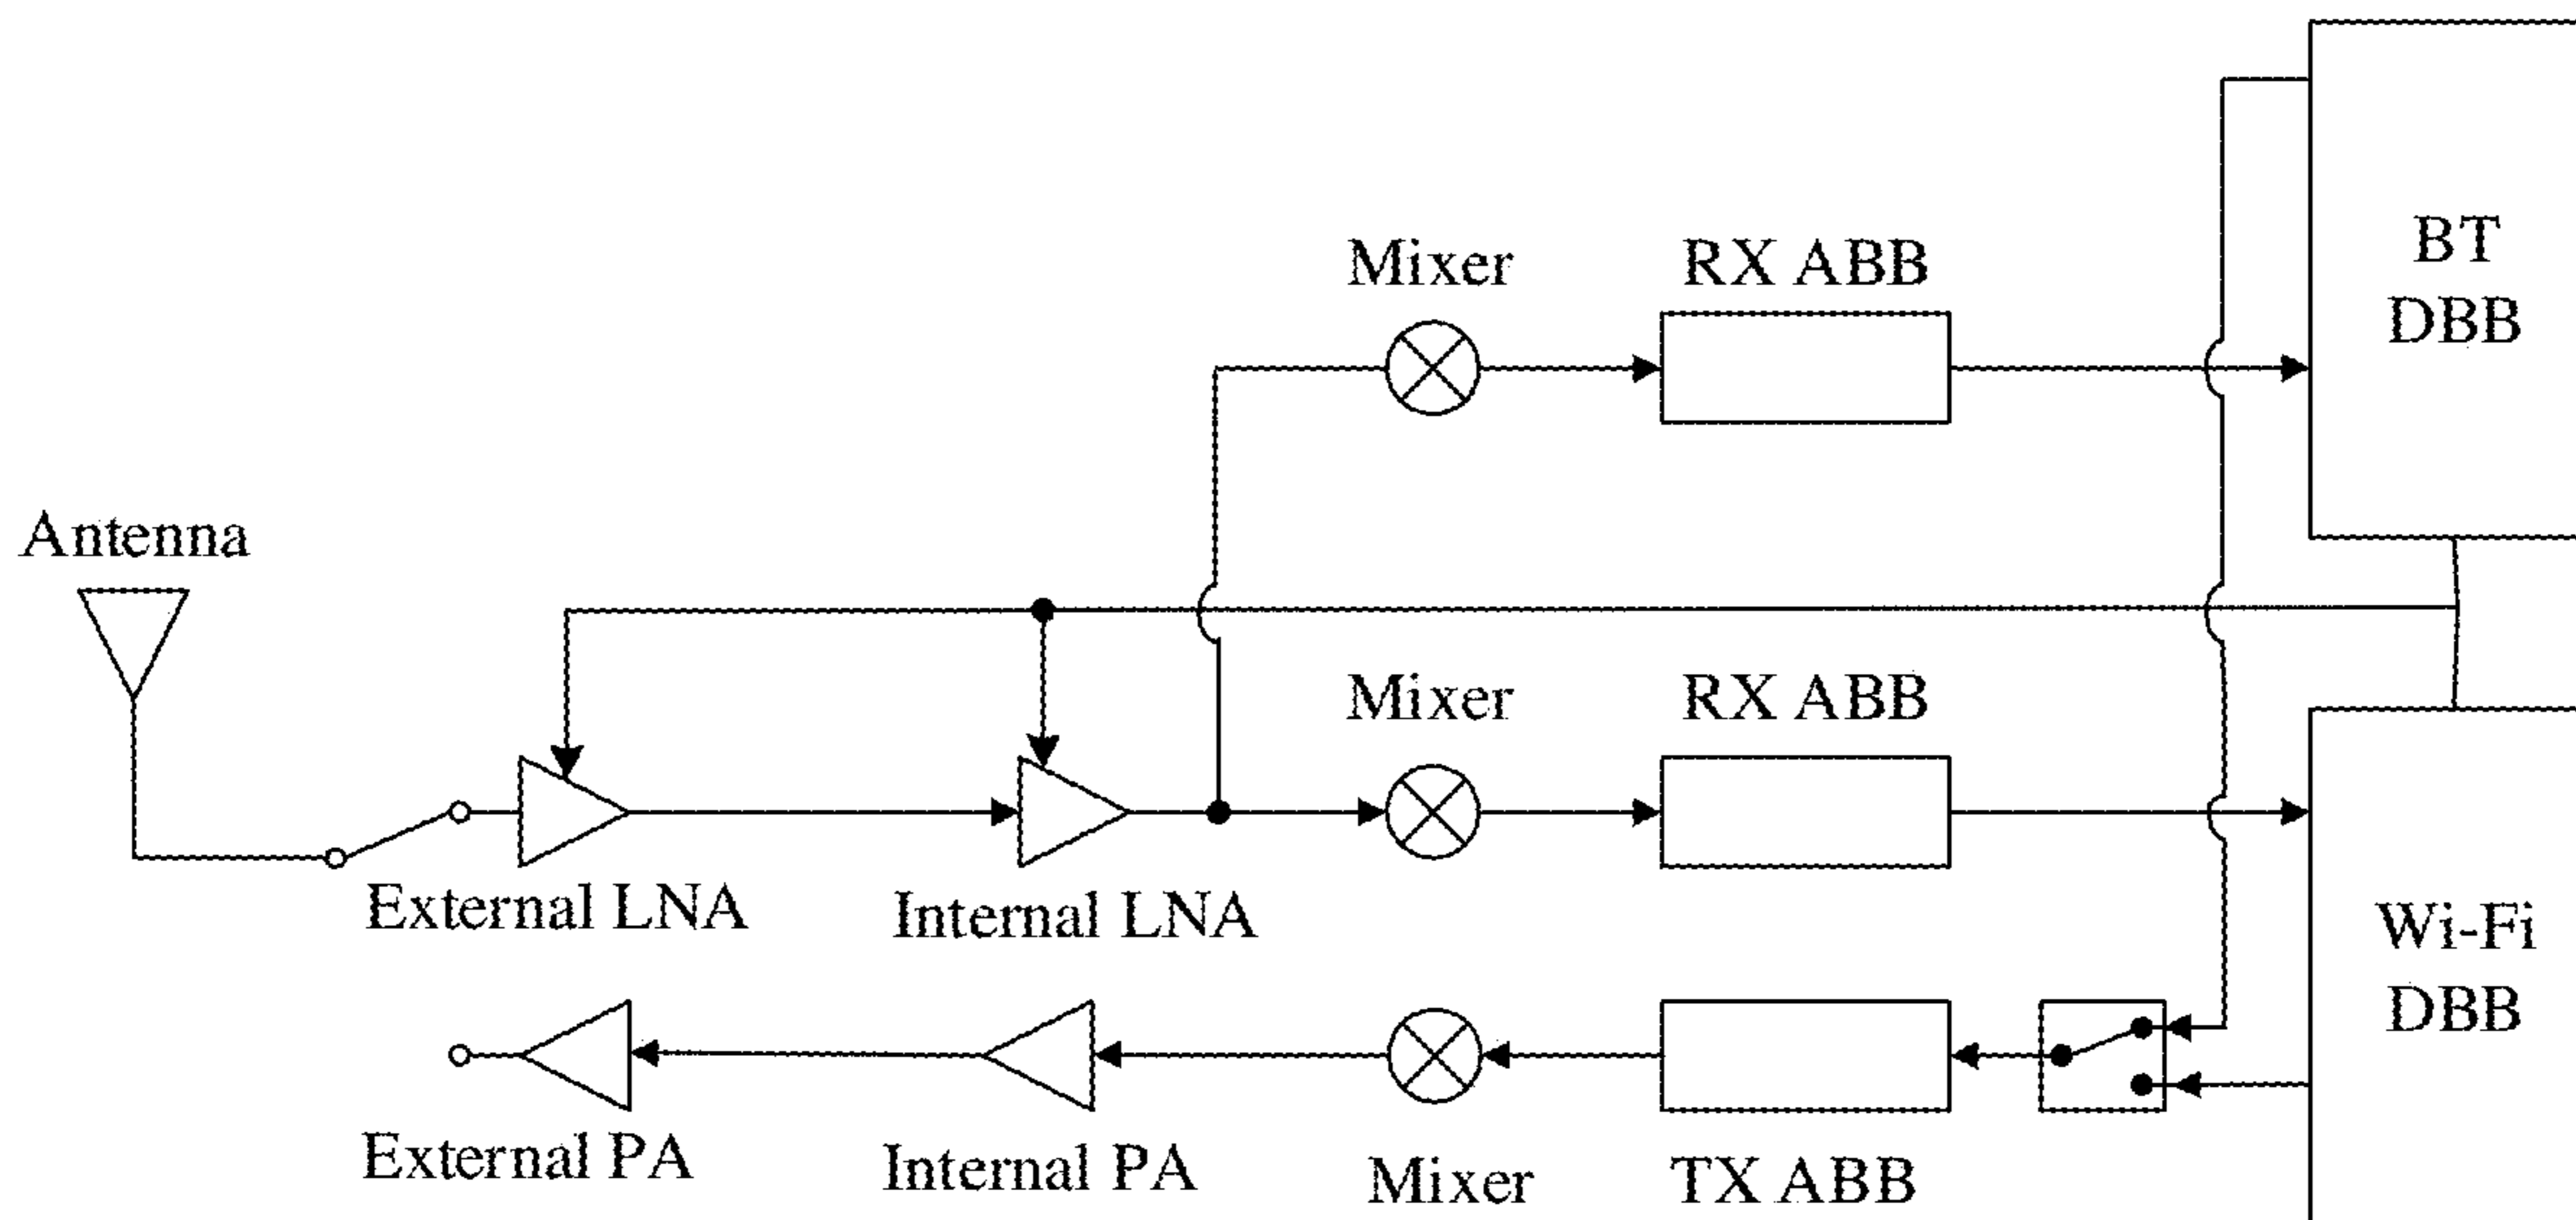 Mixer
RX ABB
BT
DBB
Antenna
Mixer
RX ABB
External LNA
Internal LNA
Wi-Fi
DBB
External PA
Internal PA
Mixer
TX ABB